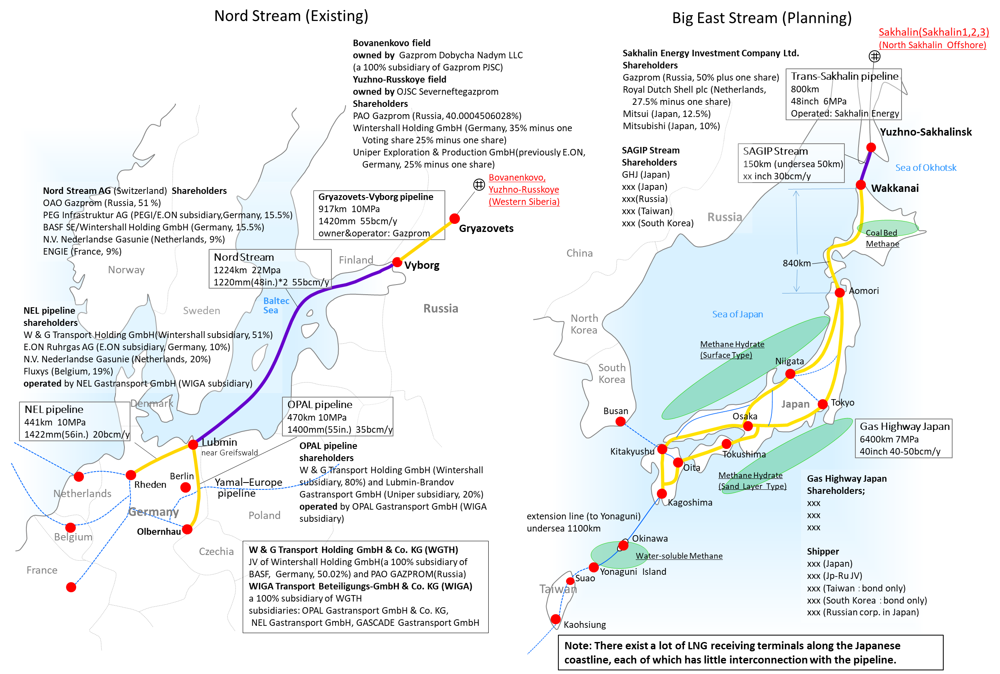 Nord Stream (Existing)
Bovanenkovo field
owned by Gazprom Dobycha Nadym LLC
(a 100% subsidiary of Gazprom PJSC)
Yuzhno-Russkoye field
owned by OJSC Severneftegazprom
Shareholders
PAO Gazprom (Russia, 40.0004506028%)
Wintershall Holding GmbH (Germany, 35% minus one
Voting share 25% minus one share)
Uniper Exploration & Production GmbH(previously E.ON,
Germany, 25% minus one share)
Bovanenkovo,
Yuzhno-Russkoye
(Western Siberia)
Nord Stream AG (Switzerland) Shareholders
OAO Gazprom (Russia, 51 %)
PEG Infrastruktur AG (PEGI/E.ON subsidiary,Germany, 15.5%)
BASF SE/Wintershall Holding GmbH (Germany, 15.5%)
N.V. Nederlandse Gasunie (Netherlands, 9%)
ENGIE (France, 9%)
Gryazovets-Vyborg pipeline
917km 10MPa
1420mm 55bcm/y
owner&operator: Gazprom
Gryazovets
Nord Stream
1224km 22Mpa
1220mm(48in.)*2 55bcm/y
Finland
Vyborg
Norway
Sweden
Baltec
Sea
Russia
NEL pipeline
shareholders
W & G Transport Holding GmbH(Wintershall subsidiary, 51%)
E.ON Ruhrgas AG (E.ON subsidiary, Germany, 10%)
N.V. Nederlandse Gasunie (Netherlands, 20%)
Fluxys (Belgium, 19%)
operated by NEL Gastransport GmbH (WIGA subsidiary)
Denmark
NEL pipeline
441km 10MPa
1422mm(56in.) 20bcm/y
OPAL pipeline
470km 10MPa
1400mm(55in.) 35bcm/y
Lubmin
near Greifswald
OPAL pipeline
shareholders
W & G Transport Holding GmbH (Wintershall
subsidiary, 80%) and Lubmin-Brandov
Gastransport GmbH (Uniper subsidiary, 20%)
operated by OPAL Gastransport GmbH (WIGA
subsidiary)
Rheden
Berlin
Yamal–Europe
pipeline
Netherlands
Germany
Poland
Belgium
Olbernhau
Czechia
France
W & G Transport Holding GmbH & Co. KG (WGTH)
JV of Wintershall Holding GmbH(a 100% subsidiary of
BASF, Germany, 50.02%) and PAO GAZPROM(Russia)
WIGA Transport Beteiligungs-GmbH & Co. KG (WIGA)
a 100% subsidiary of WGTH
subsidiaries: OPAL Gastransport GmbH & Co. KG,
NEL Gastransport GmbH, GASCADE Gastransport GmbH
Big East Stream (Planning)
Sakhalin(Sakhalin1,2,3)
(North Sakhalin Offshore)
Sakhalin Energy Investment Company Ltd.
Shareholders
Gazprom (Russia, 50% plus one share)
Royal Dutch Shell plc (Netherlands,
27.5% minus one share)
Mitsui (Japan, 12.5%)
Mitsubishi (Japan, 10%)
Trans-Sakhalin pipeline
800km
48inch 6MPa
Operated: Sakhalin Energy
Yuzhno-Sakhalinsk
SAGIP Stream
Shareholders
GHJ (Japan)
xxx (Japan)
xxx(Russia)
xxx (Taiwan)
xxx (South Korea)
SAGIP Stream
150km (undersea 50km)
xx inch 30bcm/y
Sea of Okhotsk
Wakkanai
Russia
Coal Bed
Methane
China
840km
Aomori
North
Korea
Sea of Japan
Methane Hydrate
(Surface Type)
Niigata
South
Korea
Japan
Tokyo
Busan
Osaka
Gas Highway Japan
6400km 7MPa
40inch 40-50bcm/y
Kitakyushu
Tokushima
Oita
Methane Hydrate
(Sand Layer Type)
Kagoshima
Gas Highway Japan
Shareholders;
xxx
xxx
xxx
extension line (to Yonaguni)
undersea 1100km
Okinawa
Water-soluble Methane
Yonaguni Island
Suao
Taiwan
Kaohsiung
Shipper
xxx (Japan)
xxx (Jp-Ru JV)
xxx (Taiwan : bond only)
xxx (South Korea : bond only)
xxx (Russian corp. in Japan)
Note: There exist a lot of LNG receiving terminals along the Japanese
coastline, each of which has little interconnection with the pipeline.